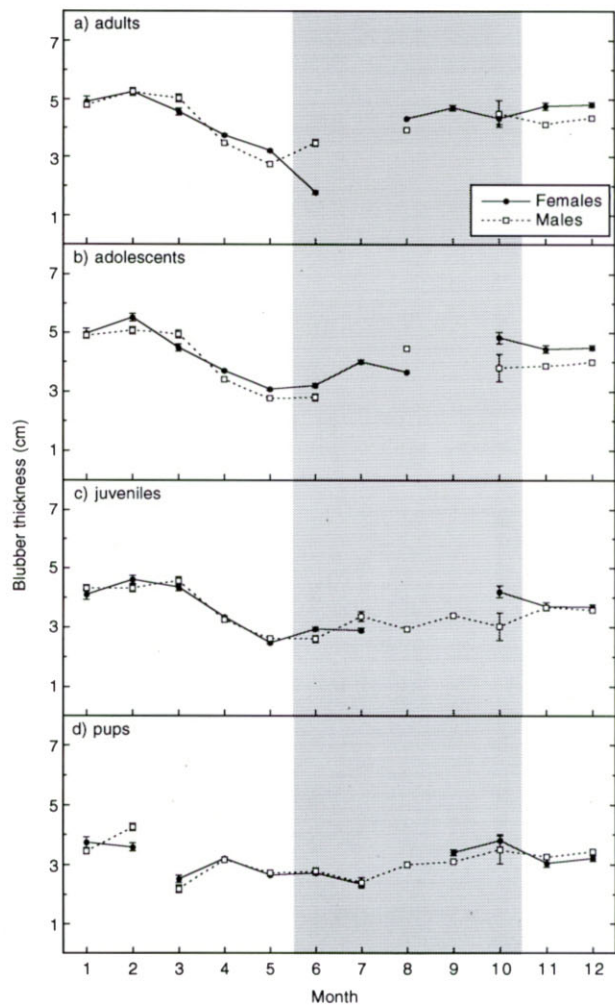 a) adults
7
5
3
1
Females
Males
b) adolescents
7
5
3
1
c) juveniles
7
5
3
1
d) pups
7
5
3
1
Blubber thickness (cm)
1 2 3 4 5 6 7 8 9 10 11 12
Month